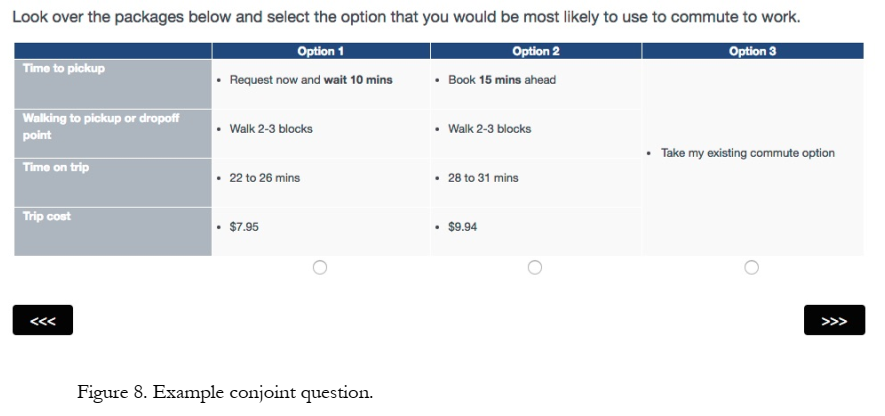 Look over the packages below and select the option that you would be most likely to use to commute to work.
Option 1 Option 2 Option 3
Time to pickup
• Request now and wait 10 mins • Book 15 mins ahead
Walking to pickup or dropoff
point
• Walk 2-3 blocks • Walk 2-3 blocks
• Take my existing commute option
Time on trip
• 22 to 26 mins • 28 to 31 mins
Trip cost
• $7.95 • $9.94
<<< >>>
Figure 8. Example conjoint question.